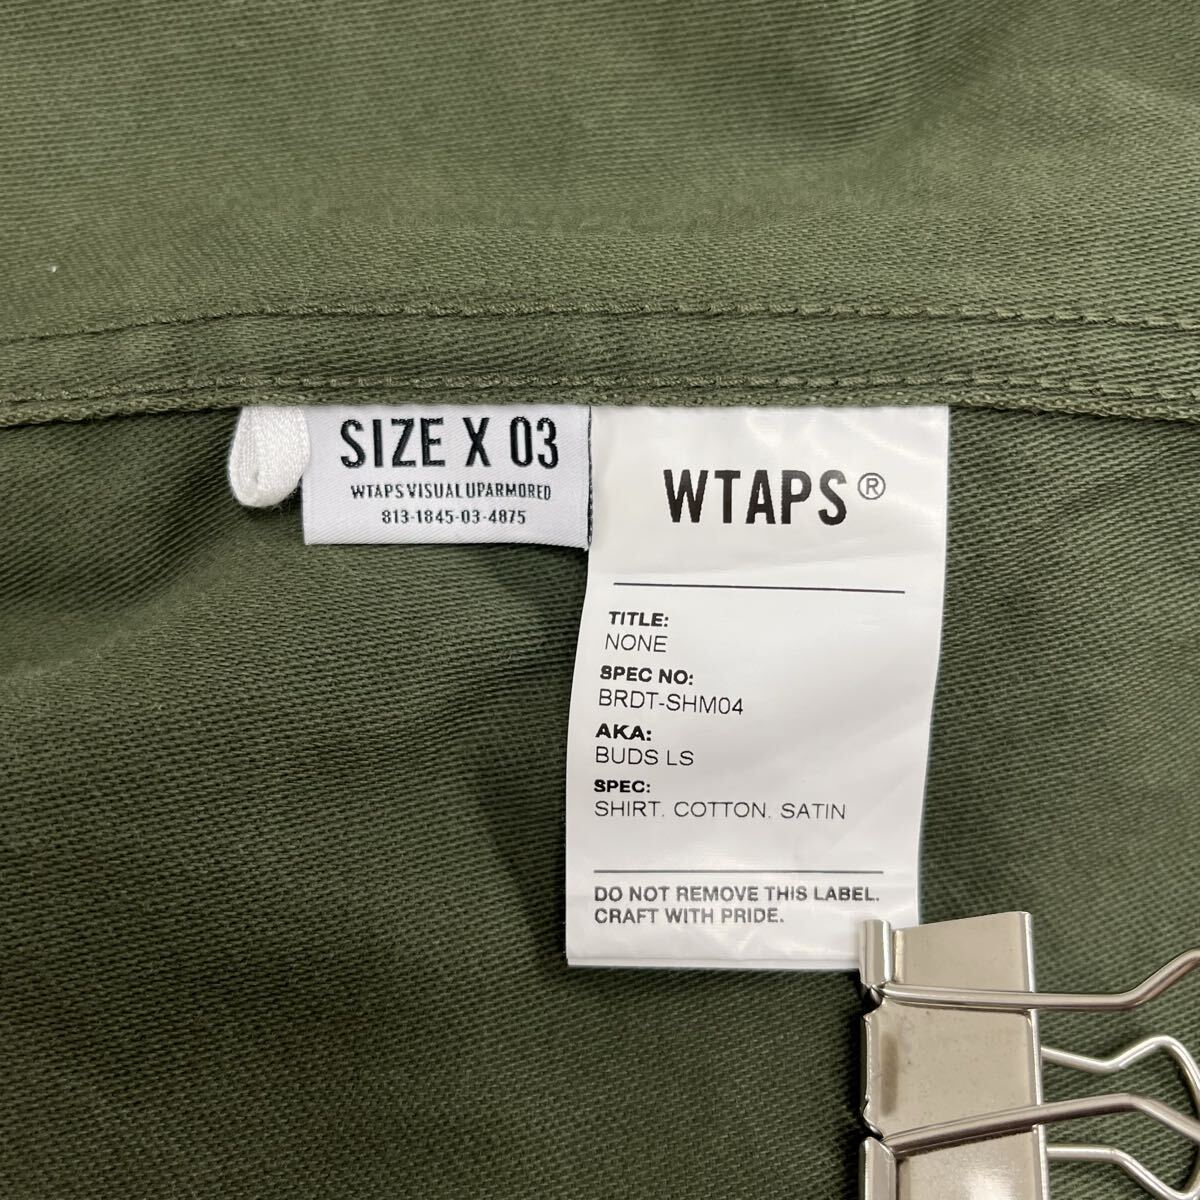 SIZE X 03
WTAPS VISUAL UPARMORED
813-1845-03-4875
WTAPS®
TITLE:
NONE
SPEC NO:
BRDT-SHM04
AKA:
BUDS LS
SPEC:
SHIRT. COTTON. SATIN
DO NOT REMOVE THIS LABEL.
CRAFT WITH PRIDE.